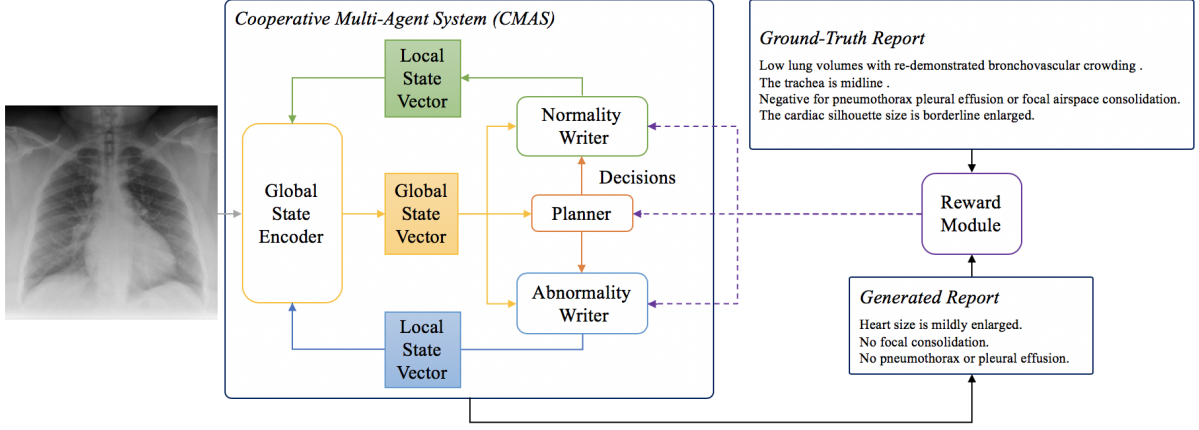 Cooperative Multi-Agent System (CMAS)
Local
State
Vector
Normality
Writer
Global
State
Encoder
Global
State
Vector
Decisions
Planner
Abnormality
Writer
Local
State
Vector
Ground-Truth Report
Low lung volumes with re-demonstrated bronchovascular crowding .
The trachea is midline .
Negative for pneumothorax pleural effusion or focal airspace consolidation.
The cardiac silhouette size is borderline enlarged.
Reward
Module
Generated Report
Heart size is mildly enlarged.
No focal consolidation.
No pneumothorax or pleural effusion.